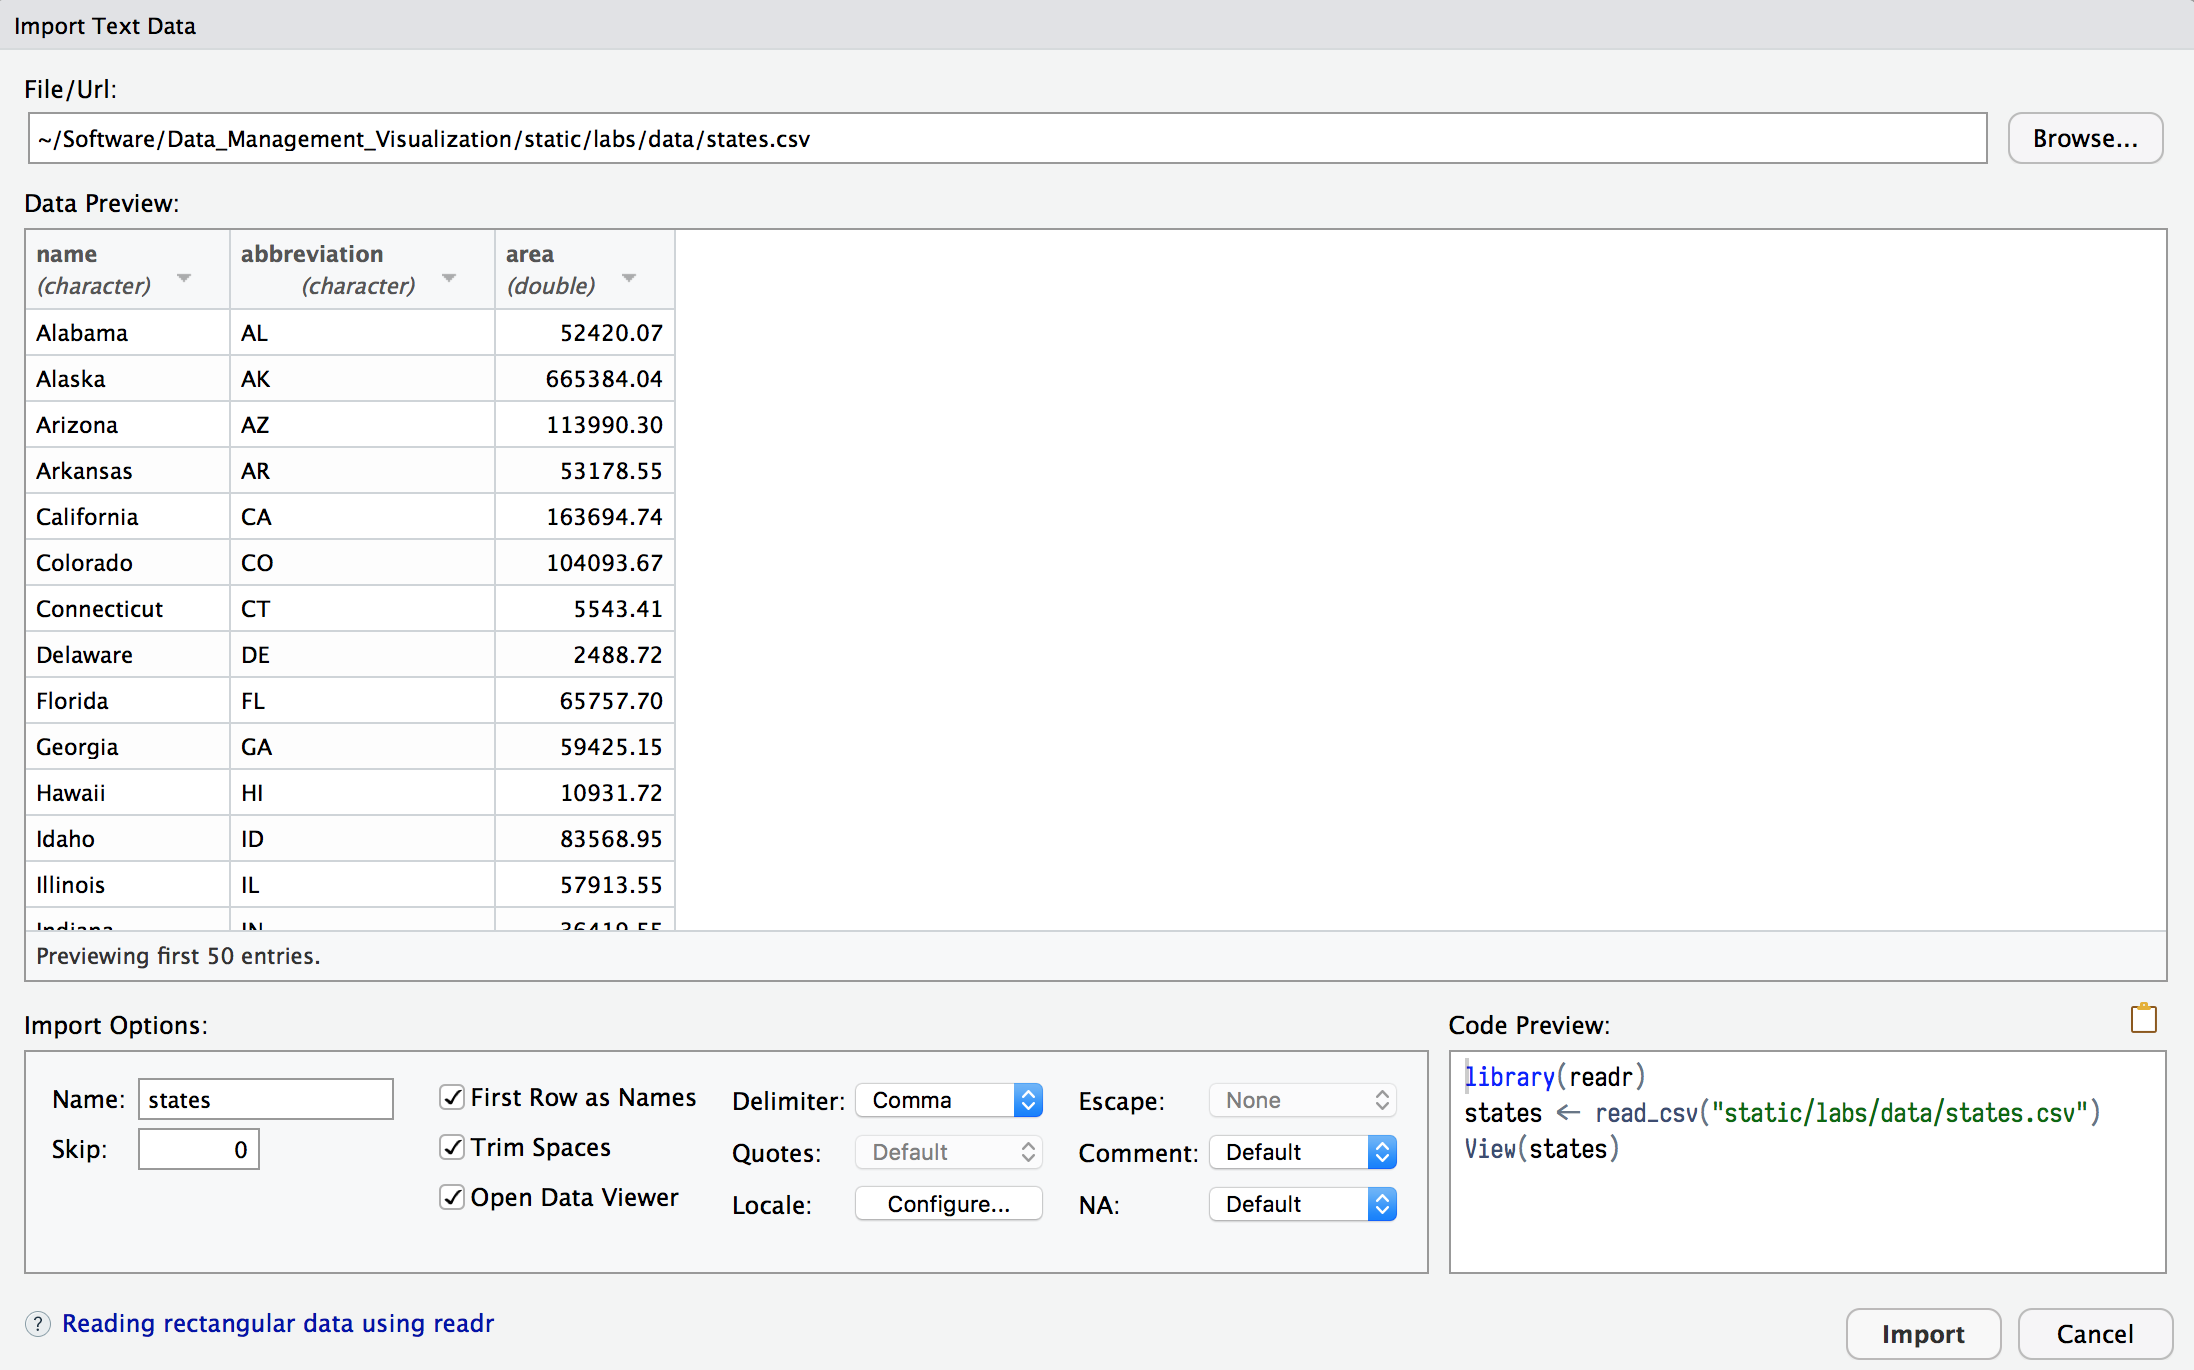 Import Text Data
File/Url:
~/Software/Data_Management_Visualization/static/labs/data/states.csv
Browse...
Data Preview:
name abbreviation area
(character) (character) (double)
Alabama AL 52420.07
Alaska AK 665384.04
Arizona AZ 113990.30
Arkansas AR 53178.55
California CA 163694.74
Colorado CO 104093.67
Connecticut CT 5543.41
Delaware DE 2488.72
Florida FL 65757.70
Georgia GA 59425.15
Hawaii HI 10931.72
Idaho ID 83568.95
Illinois IL 57913.55
Indiana IN 36419.55
Previewing first 50 entries.
Import Options:
Name: states
Skip: 0
First Row as Names
Trim Spaces
Open Data Viewer
Delimiter: Comma
Quotes: Default
Locale: Configure...
Escape: None
Comment: Default
NA: Default
Code Preview:
library(readr)
states <- read_csv("static/labs/data/states.csv")
View(states)
? Reading rectangular data using readr
Import
Cancel